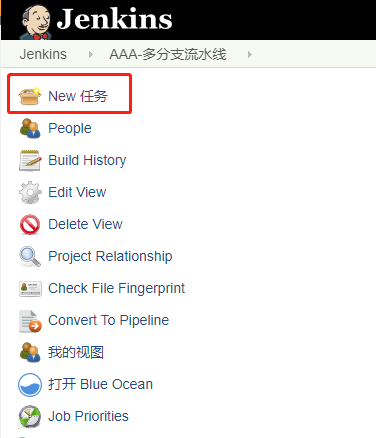 Jenkins
Jenkins AAA-多分支流水线
New 任务
People
Build History
Edit View
Delete View
Project Relationship
Check File Fingerprint
Convert To Pipeline
我的视图
打开 Blue Ocean
Job Priorities